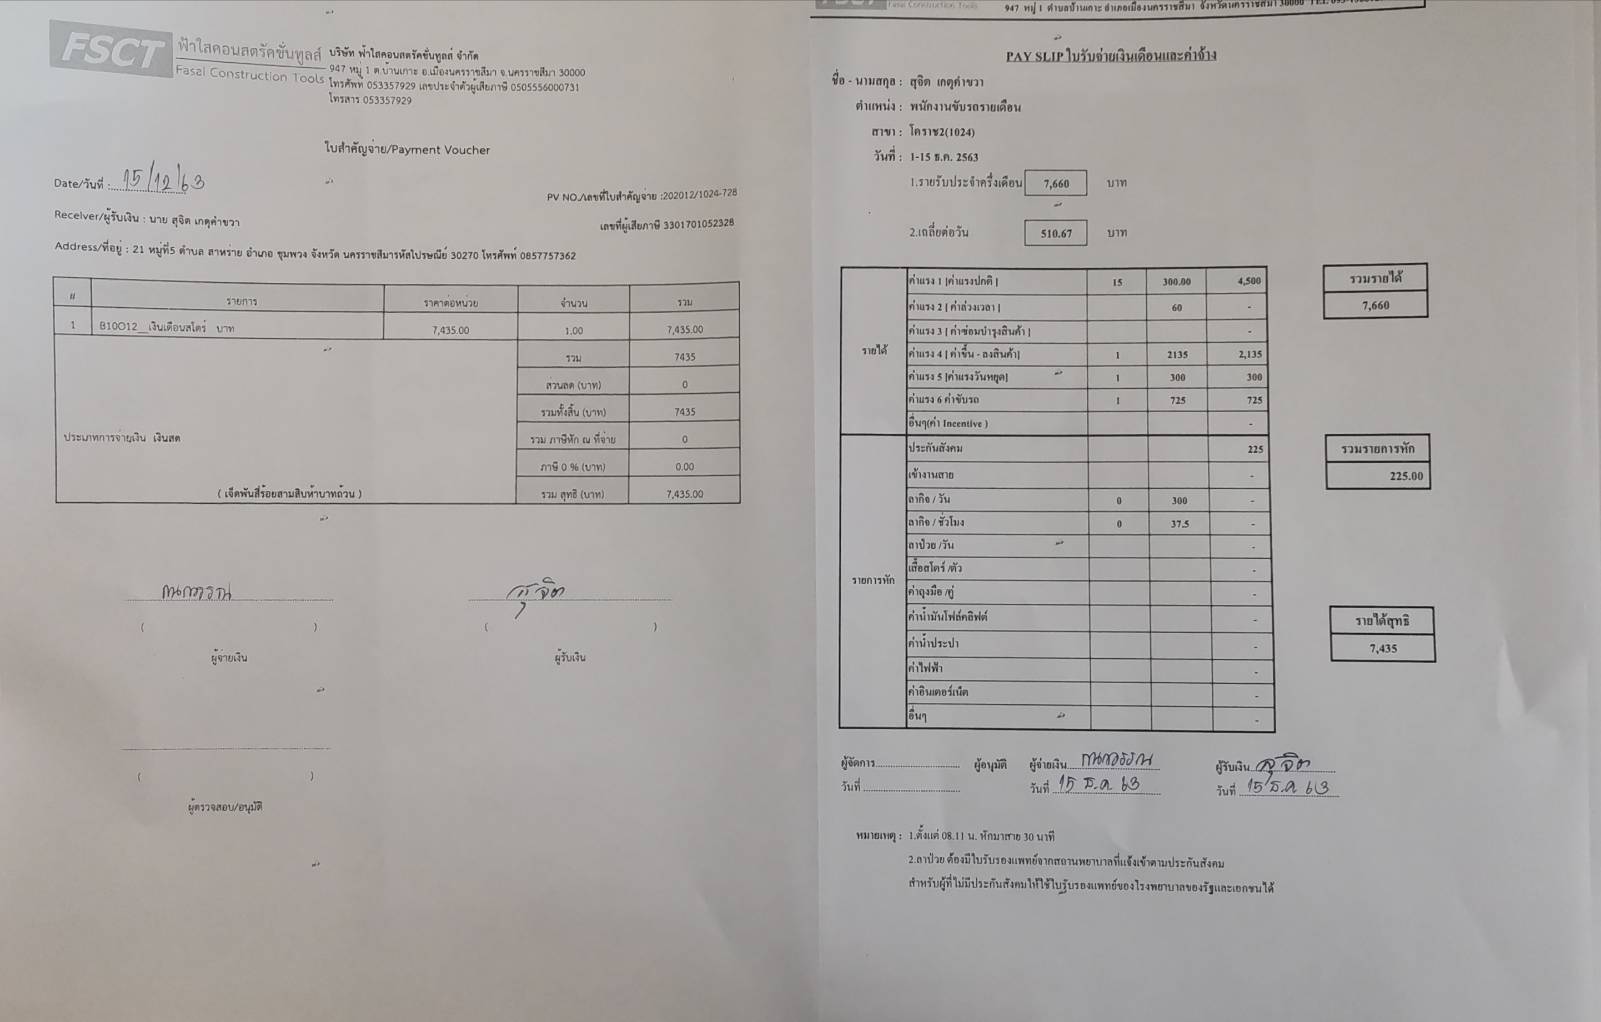 FSCT
ฟ้าใสคอนสตรัคชั่นทูลส์
Fasai Construction Tools
บริษัท ฟ้าใสคอนสตรัคชั่นทูลส์ จำกัด
947 หมู่ 1 ต.บ้านเกาะ อ.เมืองนครราชสีมา จ.นครราชสีมา 30000
โทรศัพท์ 053357929 เลขประจำตัวผู้เสียภาษี 0505556000731
โทรสาร 053357929
ใบสำคัญจ่าย/Payment Voucher
Date/วันที่ : 15/12/63
PV NO./เลขที่ใบสำคัญจ่าย :202012/1024-728
Receiver/ผู้รับเงิน : นาย สุจิต เกตุคำขวา
เลขที่ผู้เสียภาษี 3301701052328
Address/ที่อยู่ : 21 หมู่ที่5 ตำบล สาหร่าย อำเภอ ชุมพวง จังหวัด นครราชสีมารหัสไปรษณีย์ 30270 โทรศัพท์ 0857757362
# รายการ ราคาต่อหน่วย จำนวน รวม
1 B10O12__เงินเดือนสโตร์ บาท 7,435.00 1.00 7,435.00
รวม 7435
ส่วนลด (บาท) 0
รวมทั้งสิ้น (บาท) 7435
ประเภทการจ่ายเงิน เงินสด
รวม ภาษีหัก ณ ที่จ่าย 0
ภาษี 0 % (บาท) 0.00
( เจ็ดพันสี่ร้อยสามสิบห้าบาทถ้วน )
รวม สุทธิ (บาท) 7,435.00
สุจิต
( ) ( )
ผู้จ่ายเงิน ผู้รับเงิน
( )
ผู้ตรวจสอบ/อนุมัติ
Fasai Construction Tools
947 หมู่ 1 ตำบลบ้านเกาะ อำเภอเมืองนครราชสีมา จังหวัดนครราชสีมา 30000
PAY SLIP ใบรับจ่ายเงินเดือนและค่าจ้าง
ชื่อ - นามสกุล : สุจิต เกตุคำขวา
ตำแหน่ง : พนักงานขับรถรายเดือน
สาขา : โคราช2(1024)
วันที่ : 1-15 ธ.ค. 2563
1.รายรับประจำครึ่งเดือน 7,660 บาท
2.เฉลี่ยต่อวัน 510.67 บาท
รายได้
ค่าแรง 1 [ค่าแรงปกติ ] 15 300.00 4,500
ค่าแรง 2 [ ค่าล่วงเวลา ] 60 -
ค่าแรง 3 [ ค่าซ่อมบำรุงสินค้า ] -
ค่าแรง 4 [ ค่าขึ้น - ลงสินค้า] 1 2135 2,135
ค่าแรง 5 [ค่าแรงวันหยุด] 1 300 300
ค่าแรง 6 ค่าขับรถ 1 725 725
อื่นๆ(ค่า Incentive ) -
รวมรายได้
7,660
รายการหัก
ประกันสังคม 225
เข้างานสาย -
ลากิจ / วัน 0 300 -
ลากิจ / ชั่วโมง 0 37.5 -
ลาป่วย /วัน -
เสื้อสโตร์ /ตัว -
ค่าถุงมือ /คู่ -
ค่าน้ำมันโฟล์คลิฟต์ -
ค่าน้ำประปา -
ค่าไฟฟ้า -
ค่าอินเตอร์เน็ต -
อื่นๆ -
รวมรายการหัก
225.00
รายได้สุทธิ
7,435
ผู้จัดการ ผู้อนุมัติ ผู้จ่ายเงิน ผู้รับเงิน สุจิต
วันที่ วันที่ 15 ธ.ค. 63 วันที่ 15 ธ.ค 63
หมายเหตุ : 1.ตั้งแต่ 08.11 น. หักมาสาย 30 นาที
2.ลาป่วย ต้องมีใบรับรองแพทย์จากสถานพยาบาลที่แจ้งเข้าตามประกันสังคม
สำหรับผู้ที่ไม่มีประกันสังคมให้ใช้ใบรับรองแพทย์ของโรงพยาบาลของรัฐและเอกชนได้